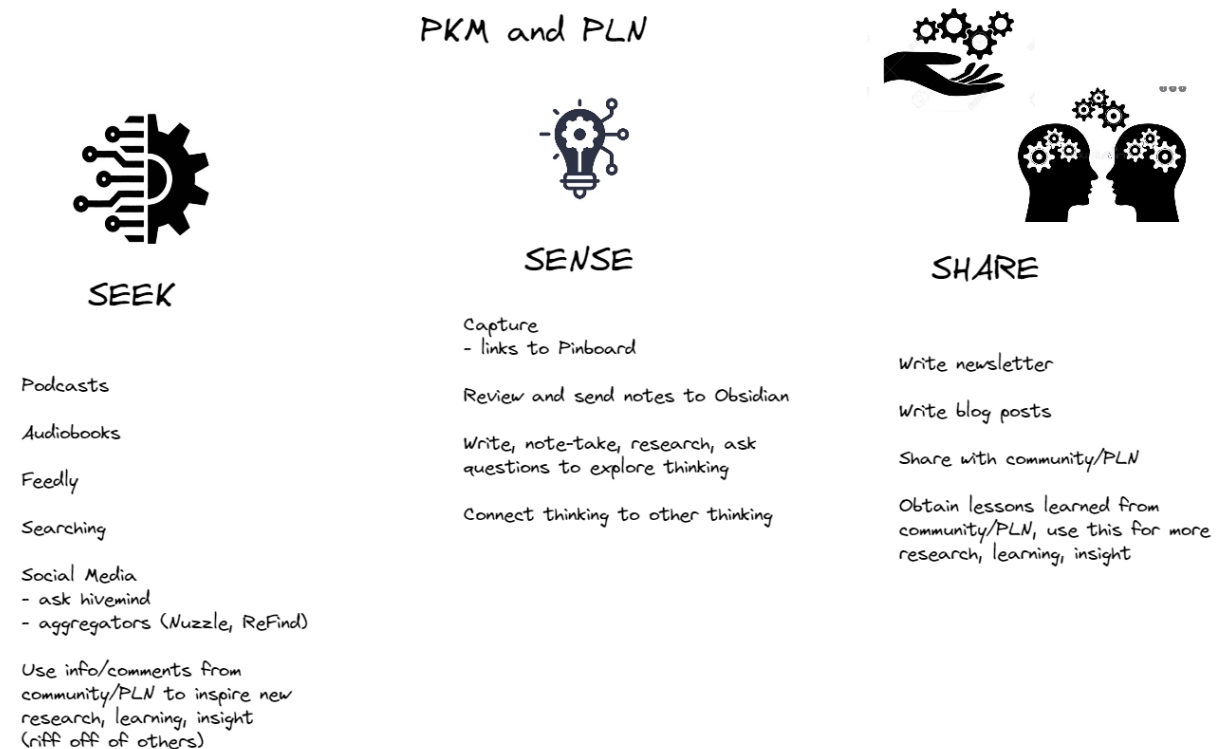 PKM and PLN
SEEK
Podcasts
Audiobooks
Feedly
Searching
Social Media
- ask hivemind
- aggregators (Nuzzle, ReFind)
Use info/comments from
community/PLN to inspire new
research, learning, insight
(riff off of others)
SENSE
Capture
- links to Pinboard
Review and send notes to Obsidian
Write, note-take, research, ask
questions to explore thinking
Connect thinking to other thinking
SHARE
Write newsletter
Write blog posts
Share with community/PLN
Obtain lessons learned from
community/PLN, use this for more
research, learning, insight